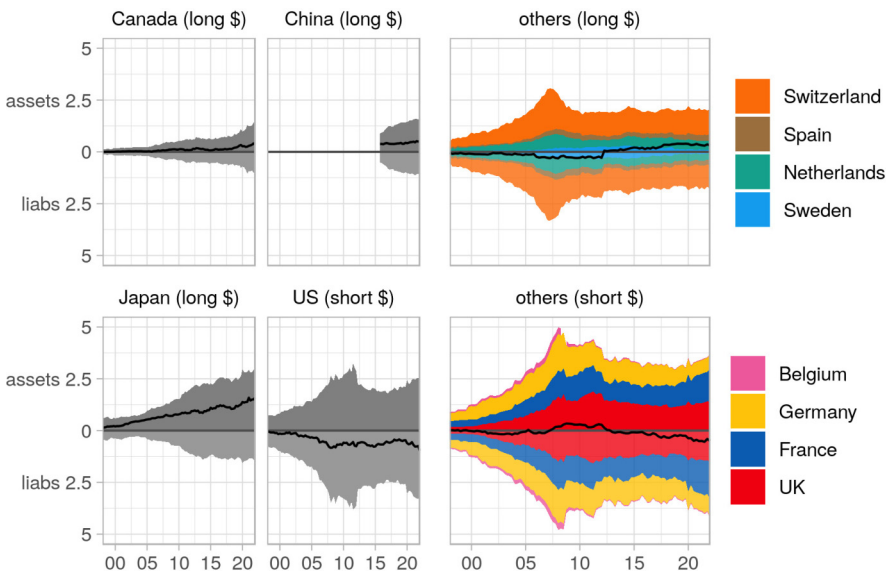 Canada (long $) China (long $) others (long $)
5
assets 2.5
0
liabs 2.5
5
Switzerland
Spain
Netherlands
Sweden
Japan (long $) US (short $) others (short $)
5
assets 2.5
0
liabs 2.5
5
Belgium
Germany
France
UK
00 05 10 15 20 00 05 10 15 20 00 05 10 15 20